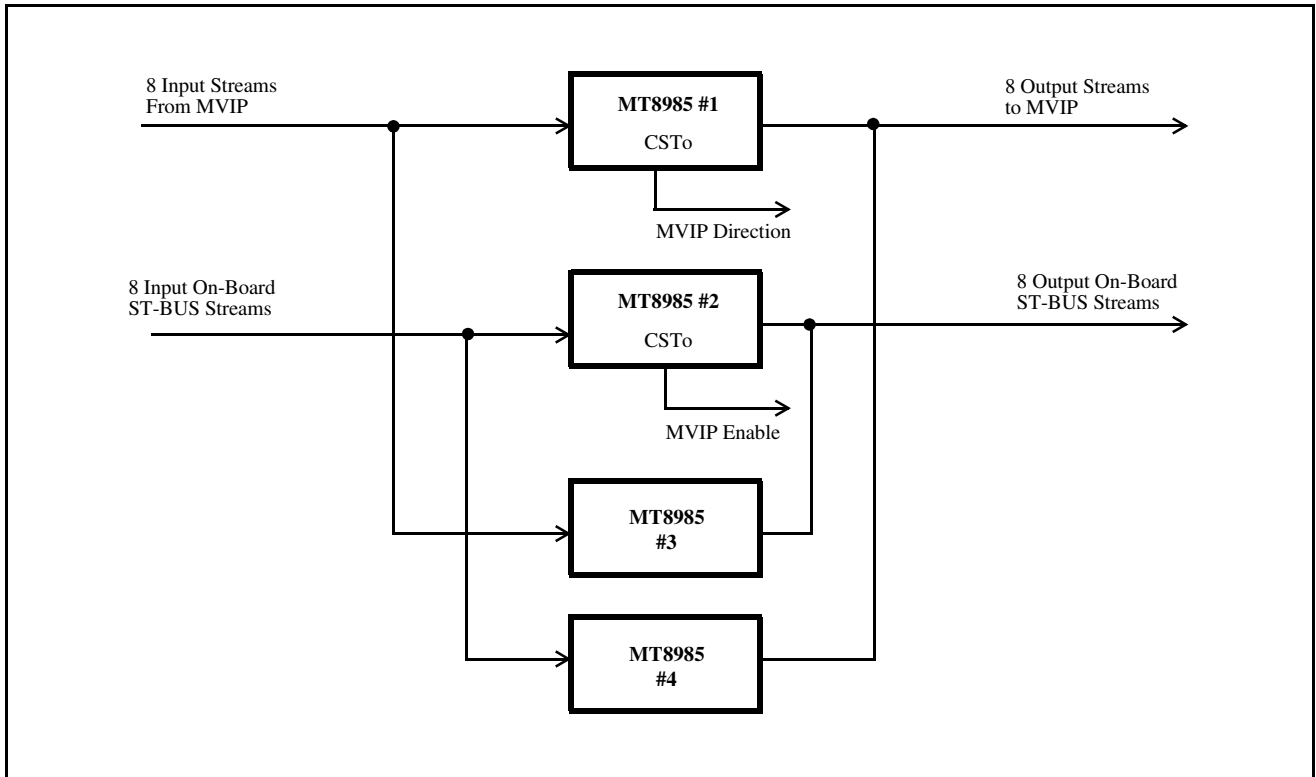 8 Input Streams
From MVIP
MT8985 #1
CSTo
8 Output Streams
to MVIP
MVIP Direction
8 Input On-Board
ST-BUS Streams
MT8985 #2
CSTo
8 Output On-Board
ST-BUS Streams
MVIP Enable
MT8985
#3
MT8985
#4